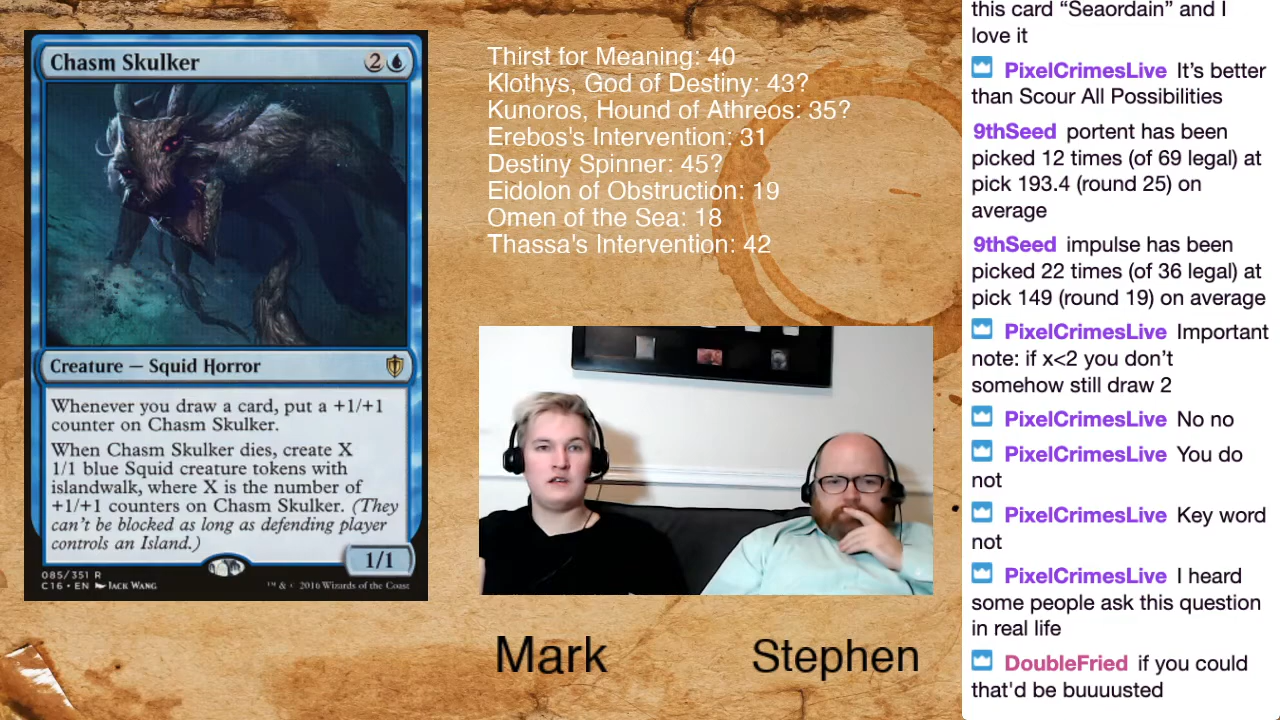 Chasm Skulker
2
Creature — Squid Horror
Whenever you draw a card, put a +1/+1
counter on Chasm Skulker.
When Chasm Skulker dies, create X
1/1 blue Squid creature tokens with
islandwalk, where X is the number of
+1/+1 counters on Chasm Skulker. (They
can't be blocked as long as defending player
controls an Island.)
1/1
085/351 R
C16 • EN Jack Wang
™ & © 2016 Wizards of the Coast
Thirst for Meaning: 40
Klothys, God of Destiny: 43?
Kunoros, Hound of Athreos: 35?
Erebos's Intervention: 31
Destiny Spinner: 45?
Eidolon of Obstruction: 19
Omen of the Sea: 18
Thassa's Intervention: 42
Mark
Stephen
this card “Seaordain” and I
love it
PixelCrimesLive It’s better
than Scour All Possibilities
9thSeed portent has been
picked 12 times (of 69 legal) at
pick 193.4 (round 25) on
average
9thSeed impulse has been
picked 22 times (of 36 legal) at
pick 149 (round 19) on average
PixelCrimesLive Important
note: if x<2 you don’t
somehow still draw 2
PixelCrimesLive No no
PixelCrimesLive You do
not
PixelCrimesLive Key word
not
PixelCrimesLive I heard
some people ask this question
in real life
DoubleFried if you could
that'd be buuuusted